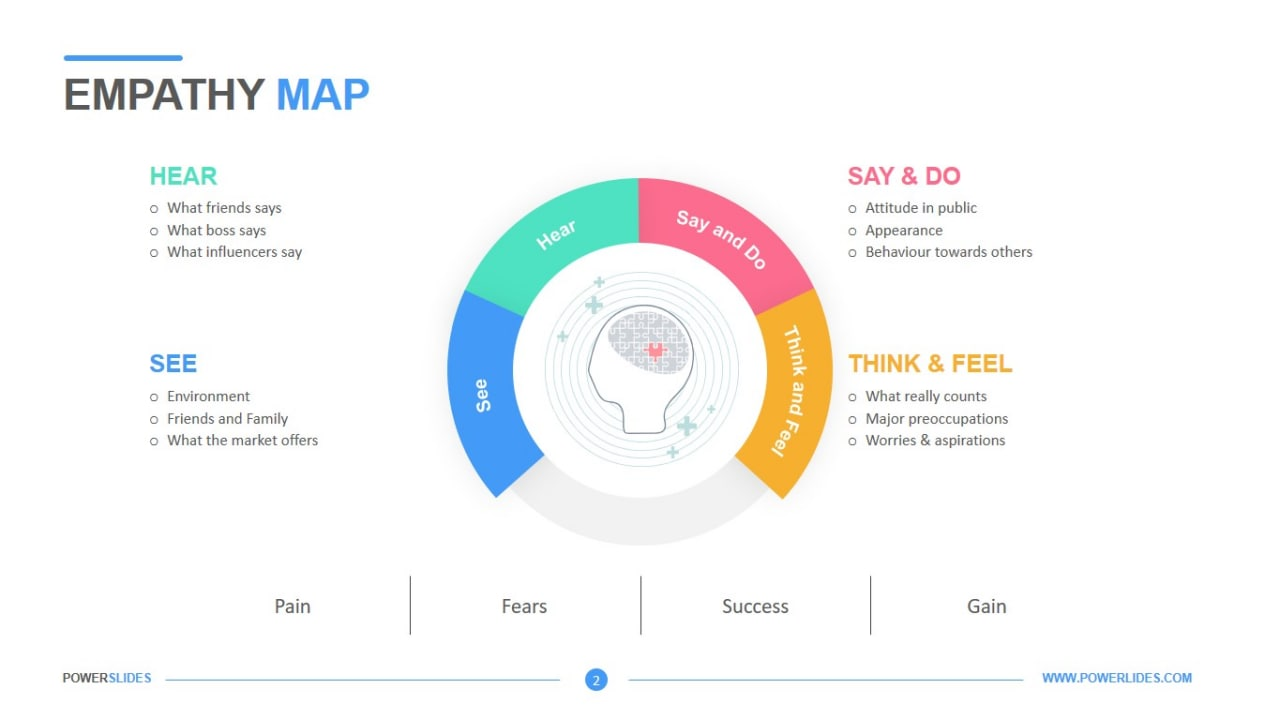 EMPATHY MAP
HEAR
o What friends says
o What boss says
o What influencers say
SEE
o Environment
o Friends and Family
o What the market offers
Hear
Say and Do
See
Think and Feel
SAY & DO
o Attitude in public
o Appearance
o Behaviour towards others
THINK & FEEL
o What really counts
o Major preoccupations
o Worries & aspirations
Pain
Fears
Success
Gain
POWERSLIDES
2
WWW.POWERLIDES.COM